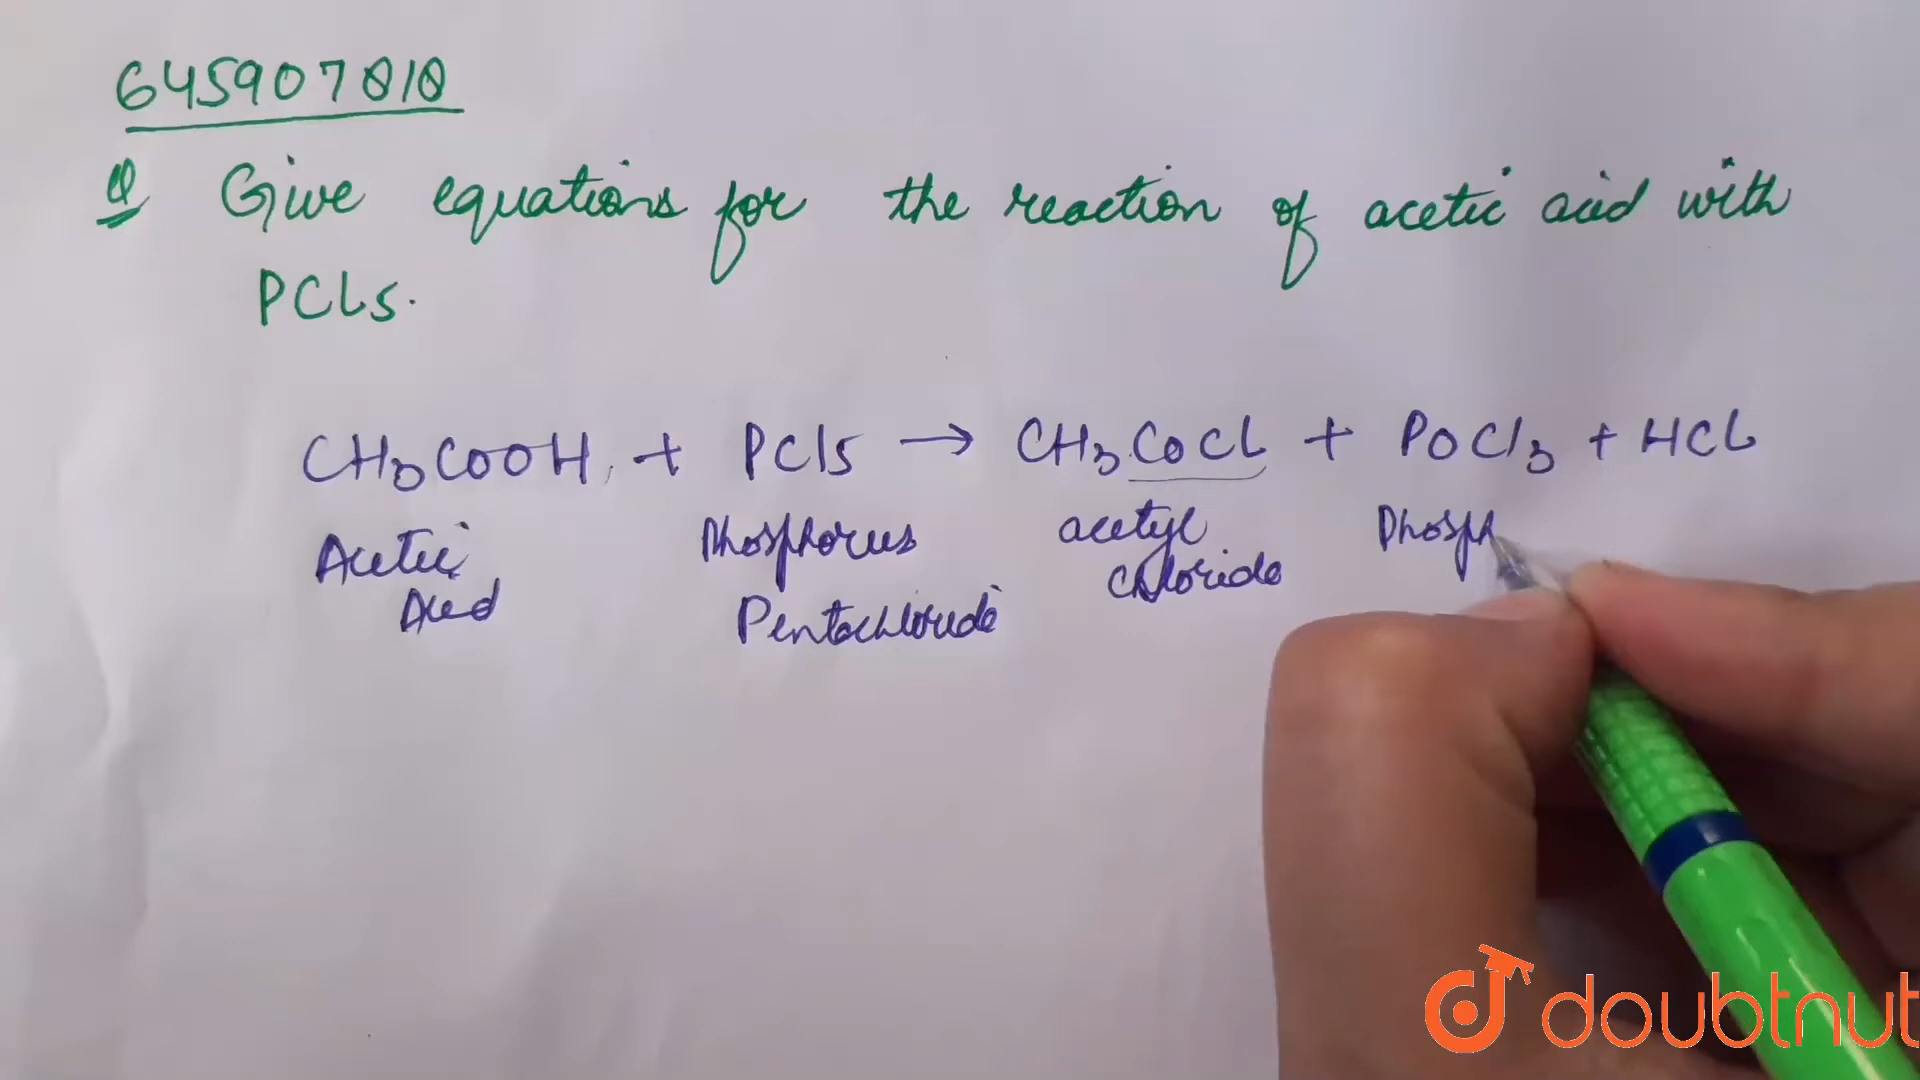 645907818
Q Give equations for the reaction of acetic acid with
PCl5.
CH3COOH + PCl5 → CH3COCl + POCl3 + HCl
Acetic Acid
Phosphorus Pentachloride
acetyl chloride
Phosph
doubtnut